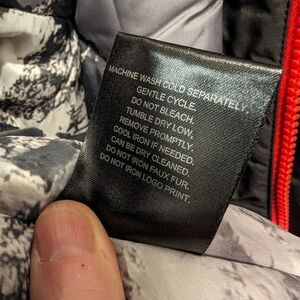 MACHINE WASH COLD SEPARATELY,
GENTLE CYCLE.
DO NOT BLEACH.
TUMBLE DRY LOW,
REMOVE PROMPTLY.
COOL IRON IF NEEDED.
CAN BE DRY CLEANED.
DO NOT IRON FAUX FUR.
DO NOT IRON LOGO PRINT.